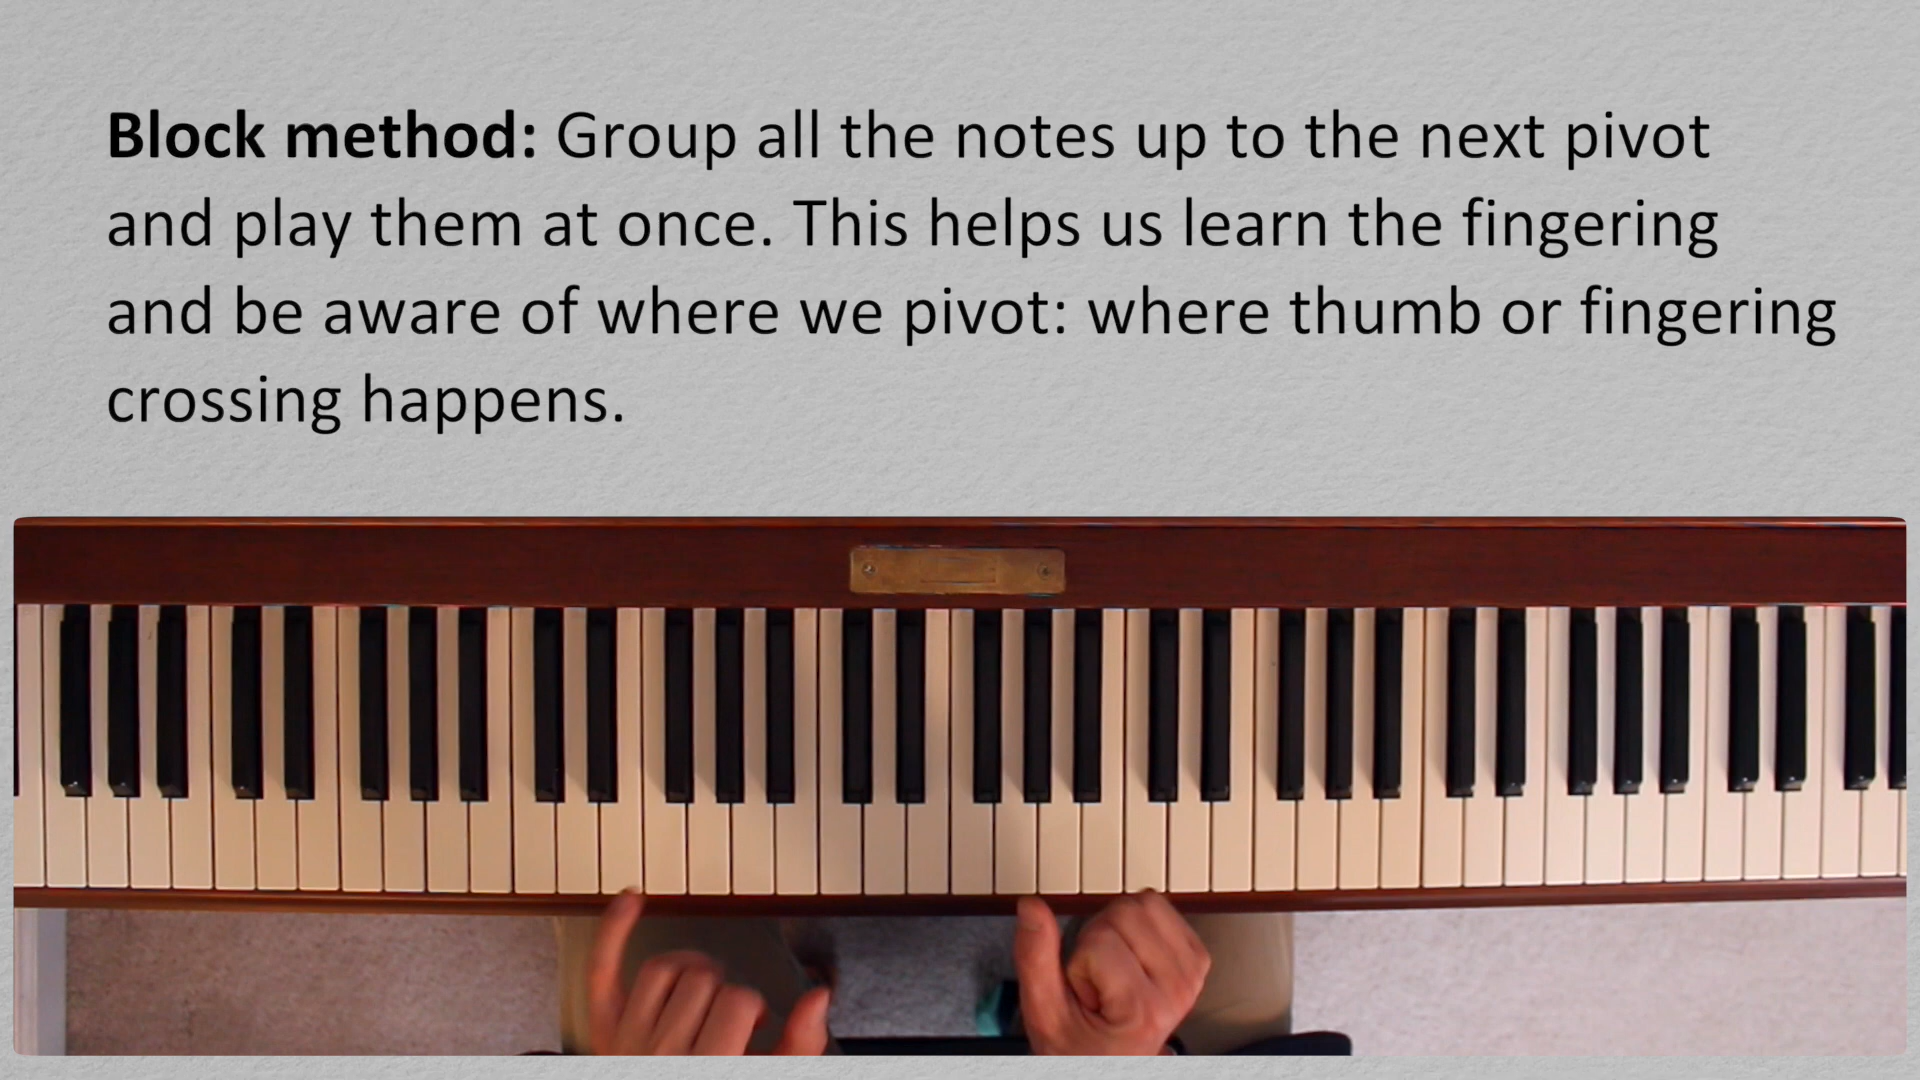 Block method: Group all the notes up to the next pivot
and play them at once. This helps us learn the fingering
and be aware of where we pivot: where thumb or fingering
crossing happens.